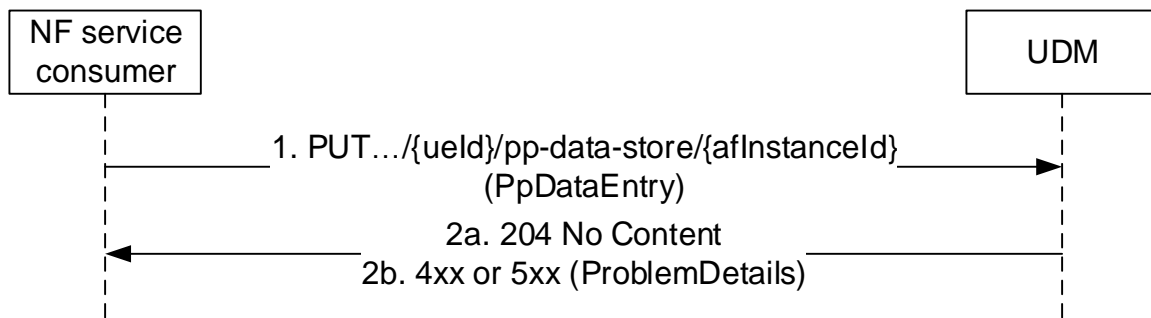 NF service
consumer
UDM
1. PUT…/{ueId}/pp-data-store/{afInstanceId}
(PpDataEntry)
2a. 204 No Content
2b. 4xx or 5xx (ProblemDetails)